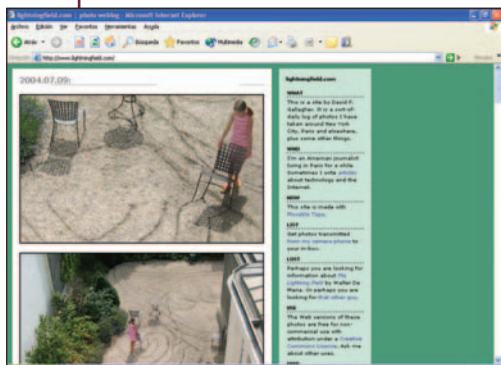 lightningfield.com | photo weblog - Microsoft Internet Explorer
Archivo Edición Ver Favoritos Herramientas Ayuda
Atrás Búsqueda Favoritos Multimedia
http://www.lightningfield.com/
2004.07.09:
lightningfield.com
WHAT
This is a site by David F.
Gallagher. It is a sort-of-
daily log of photos I have
taken around New York
City, Paris and elsewhere,
plus some other things.
WHO
I'm an American journalist
living in Paris for a while.
Sometimes I write articles
about technology and the
Internet.
HOW
This site is made with
Movable Type.
LIST
Get photos transmitted
from my camera phone to
your in-box.
LOST
Perhaps you are looking for
information about The
Lightning Field by Walter De
Maria. Or perhaps you are
looking for that other guy.
USE
The Web versions of these
photos are free for non-
commercial use with
attribution under a Creative
Commons License. Ask me
about other uses.